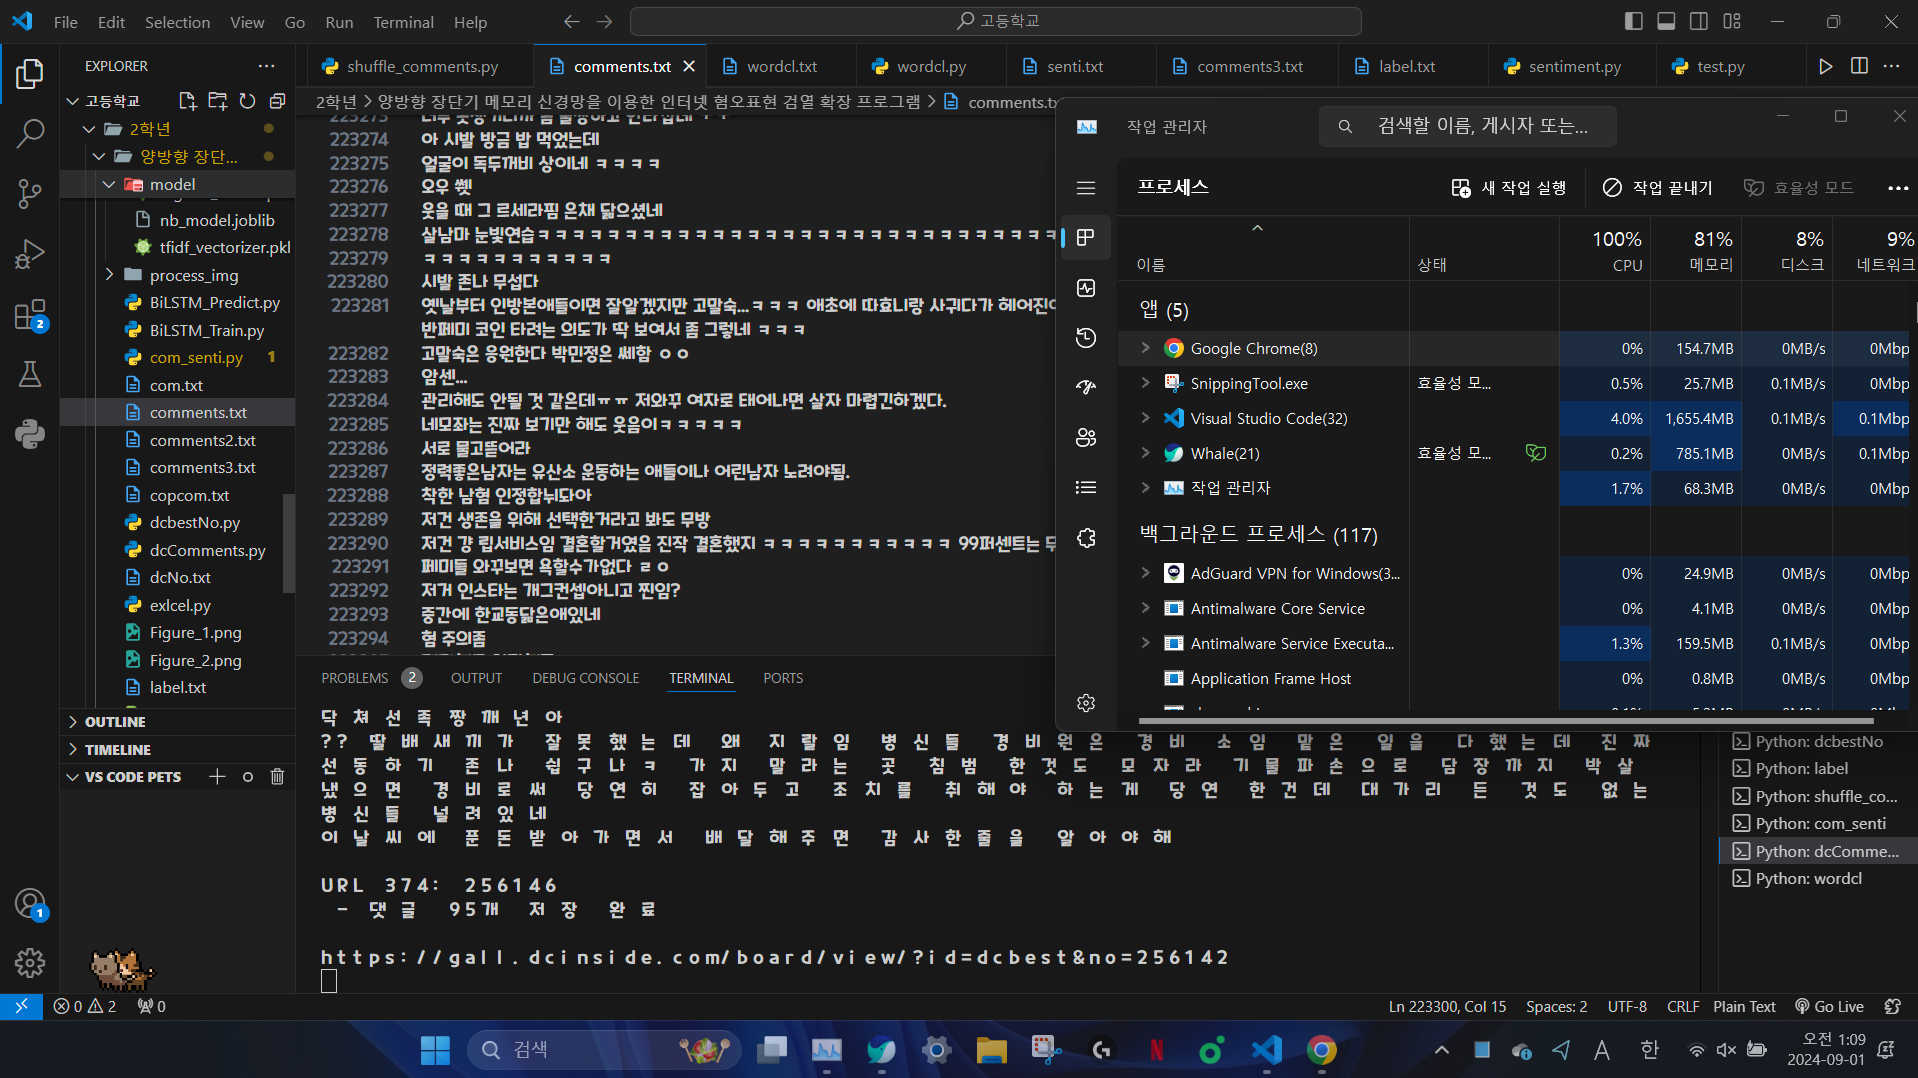 File Edit Selection View Go Run Terminal Help
고등학교
EXPLORER
고등학교
2학년
양방향 장단...
model
nb_model.joblib
tfidf_vectorizer.pkl
process_img
BiLSTM_Predict.py
BiLSTM_Train.py
com_senti.py 1
com.txt
comments.txt
comments2.txt
comments3.txt
copcom.txt
dcbestNo.py
dcComments.py
dcNo.txt
exlcel.py
Figure_1.png
Figure_2.png
label.txt
OUTLINE
TIMELINE
VS CODE PETS
2
1
shuffle_comments.py comments.txt wordcl.txt wordcl.py senti.txt comments3.txt label.txt sentiment.py test.py
2학년 > 양방향 장단기 메모리 신경망을 이용한 인터넷 혐오표현 검열 확장 프로그램 > comments.tx
223274 아 시발 방금 밥 먹었는데
223275 얼굴이 독두꺼비 상이네 ㅋㅋㅋㅋ
223276 오우 쒯
223277 웃을 때 그 르세라핌 은채 닮으셨네
223278 살남마 눈빛연습ㅋㅋㅋㅋㅋㅋㅋㅋㅋㅋㅋㅋㅋㅋㅋㅋㅋㅋㅋㅋㅋㅋㅋㅋㅋㅋㅋㅋㅋ
223279 ㅋㅋㅋㅋㅋㅋㅋㅋㅋㅋㅋ
223280 시발 존나 무섭다
223281 옛날부터 인방본애들이면 잘알겠지만 고말숙...ㅋㅋㅋ 애초에 따효니랑 사귀다가 헤어진
반페미 코인 타려는 의도가 딱 보여서 좀 그렇네 ㅋㅋㅋ
223282 고말숙은 응원한다 박민정은 쎄함 ㅇㅇ
223283 암센...
223284 관리해도 안될 것 같은데ㅠㅠ 저와꾸 여자로 태어나면 살자 마렵긴하겠다.
223285 네모좌는 진짜 보기만 해도 웃음이ㅋㅋㅋㅋㅋ
223286 서로 물고뜯어라
223287 정력좋은남자는 유산소 운동하는 애들이나 어린남자 노려야됨.
223288 착한 남혐 인정합니돠아
223289 저건 생존을 위해 선택한거라고 봐도 무방
223290 저건 걍 립서비스임 결혼할거였음 진작 결혼했지 ㅋㅋㅋㅋㅋㅋㅋㅋㅋㅋㅋ 99퍼센트는
223291 페미들 와꾸보면 욕할수가없다 ㄹㅇ
223292 저거 인스타는 개그컨셉아니고 찐임?
223293 중간에 한교동닮은애있네
223294 혐 주의좀
PROBLEMS 2 OUTPUT DEBUG CONSOLE TERMINAL PORTS
닥쳐 선족짱깨년아
?? 딸배새끼가 잘못했는데 왜 지랄임 병신들 경비원은 경비 소임 맡은 일을 다했는데 진짜
선동하기 존나 쉽구나ㅋ 가지 말라는 곳 침범 한것도 모자라 기물파손으로 담장까지 박살
냈으면 경비로써 당연히 잡아두고 조치를 취해야 하는게 당연 한건데 대가리 든 것도 없는
병신들 널려있네
이날씨에 푼돈받아가면서 배달해주면 감사한줄을 알아야해
URL 374: 256146
- 댓글 95개 저장 완료
https://gall.dcinside.com/board/view/?id=dcbest&no=256142
Python: dcbestNo
Python: label
Python: shuffle_co...
Python: com_senti
Python: dcComme...
Python: wordcl
작업 관리자
검색할 이름, 게시자 또는...
프로세스
새 작업 실행 작업 끝내기 효율성 모드
100% 81% 8% 9%
이름 상태 CPU 메모리 디스크 네트워크
앱 (5)
Google Chrome(8) 0% 154.7MB 0MB/s 0Mbp
SnippingTool.exe 효율성 모... 0.5% 25.7MB 0.1MB/s 0Mbp
Visual Studio Code(32) 4.0% 1,655.4MB 0.1MB/s 0.1Mbp
Whale(21) 효율성 모... 0.2% 785.1MB 0MB/s 0.1Mbp
작업 관리자 1.7% 68.3MB 0MB/s 0Mbp
백그라운드 프로세스 (117)
AdGuard VPN for Windows(3... 0% 24.9MB 0MB/s 0Mbp
Antimalware Core Service 0% 4.1MB 0MB/s 0Mbp
Antimalware Service Executa... 1.3% 159.5MB 0.1MB/s 0Mbp
Application Frame Host 0% 0.8MB 0MB/s 0Mbp
0 2 0
Ln 223300, Col 15 Spaces: 2 UTF-8 CRLF Plain Text Go Live
검색
A 한
오전 1:09
2024-09-01